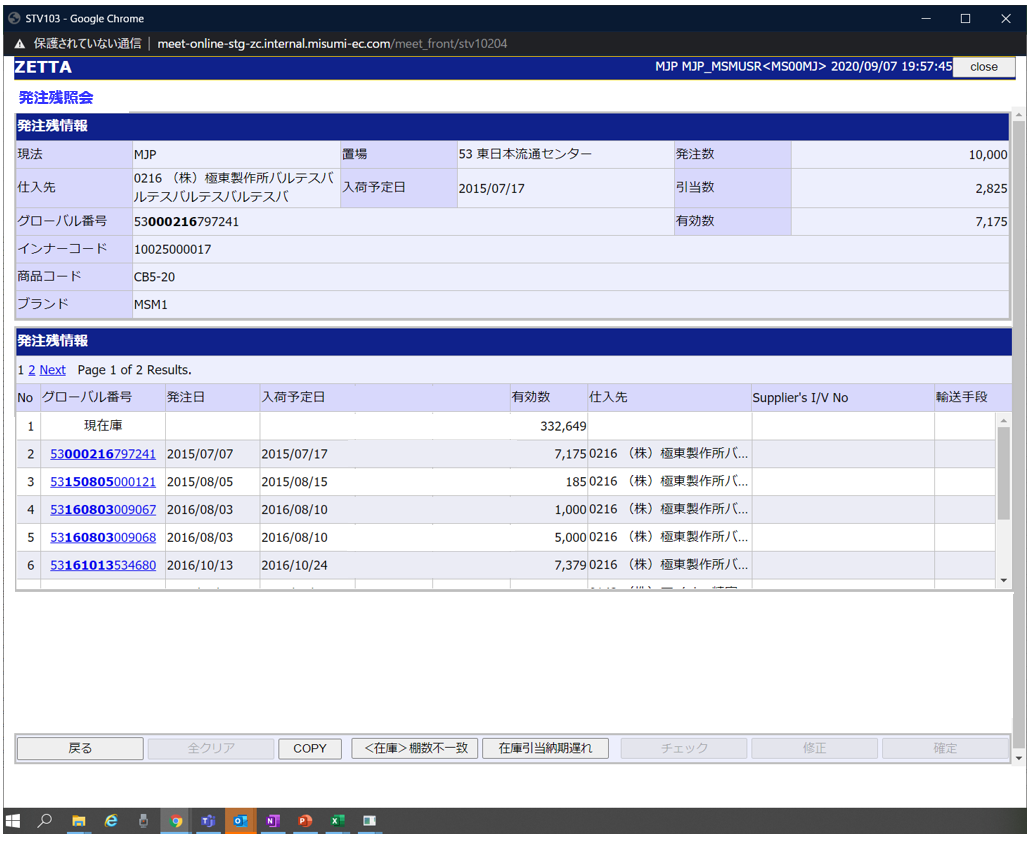 STV103 - Google Chrome
保護されていない通信 | meet-online-stg-zc.internal.misumi-ec.com/meet_front/stv10204
ZETTA MJP MJP_MSMUSR<MS00MJ> 2020/09/07 19:57:45 close
発注残照会
発注残情報
現法 MJP 置場 53 東日本流通センター 発注数 10,000
仕入先 0216 （株）極東製作所バルテスバルテスバルテスバルテスバ 入荷予定日 2015/07/17 引当数 2,825
グローバル番号 53000216797241 有効数 7,175
インナーコード 10025000017
商品コード CB5-20
ブランド MSM1
発注残情報
1 2 Next Page 1 of 2 Results.
No グローバル番号 発注日 入荷予定日 有効数 仕入先 Supplier's I/V No 輸送手段
1 現在庫 332,649
2 53000216797241 2015/07/07 2015/07/17 7,175 0216 （株）極東製作所バ...
3 53150805000121 2015/08/05 2015/08/15 185 0216 （株）極東製作所バ...
4 53160803009067 2016/08/03 2016/08/10 1,000 0216 （株）極東製作所バ...
5 53160803009068 2016/08/03 2016/08/10 5,000 0216 （株）極東製作所バ...
6 53161013534680 2016/10/13 2016/10/24 7,379 0216 （株）極東製作所バ...
戻る 全クリア COPY <在庫>棚数不一致 在庫引当納期遅れ チェック 修正 確定